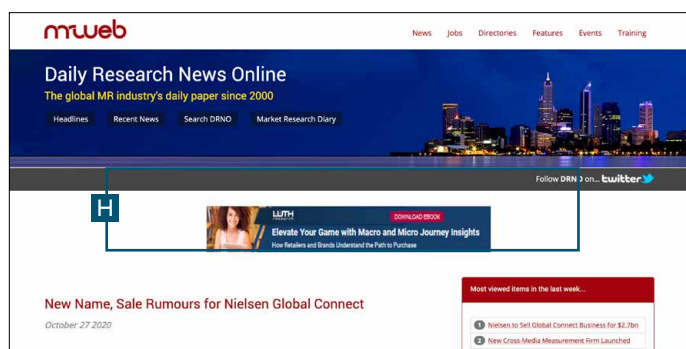 mrweb
News Jobs Directories Features Events Training
Daily Research News Online
The global MR industry's daily paper since 2000
Headlines Recent News Search DRNO Market Research Diary
Follow DRNO on... twitter
H
LUTH
DOWNLOAD EBOOK
Elevate Your Game with Macro and Micro Journey Insights
How Retailers and Brands Understand the Path to Purchase
New Name, Sale Rumours for Nielsen Global Connect
October 27 2020
Most viewed items in the last week...
1 Nielsen to Sell Global Connect Business for $2.7bn
2 New Cross-Media Measurement Firm Launched